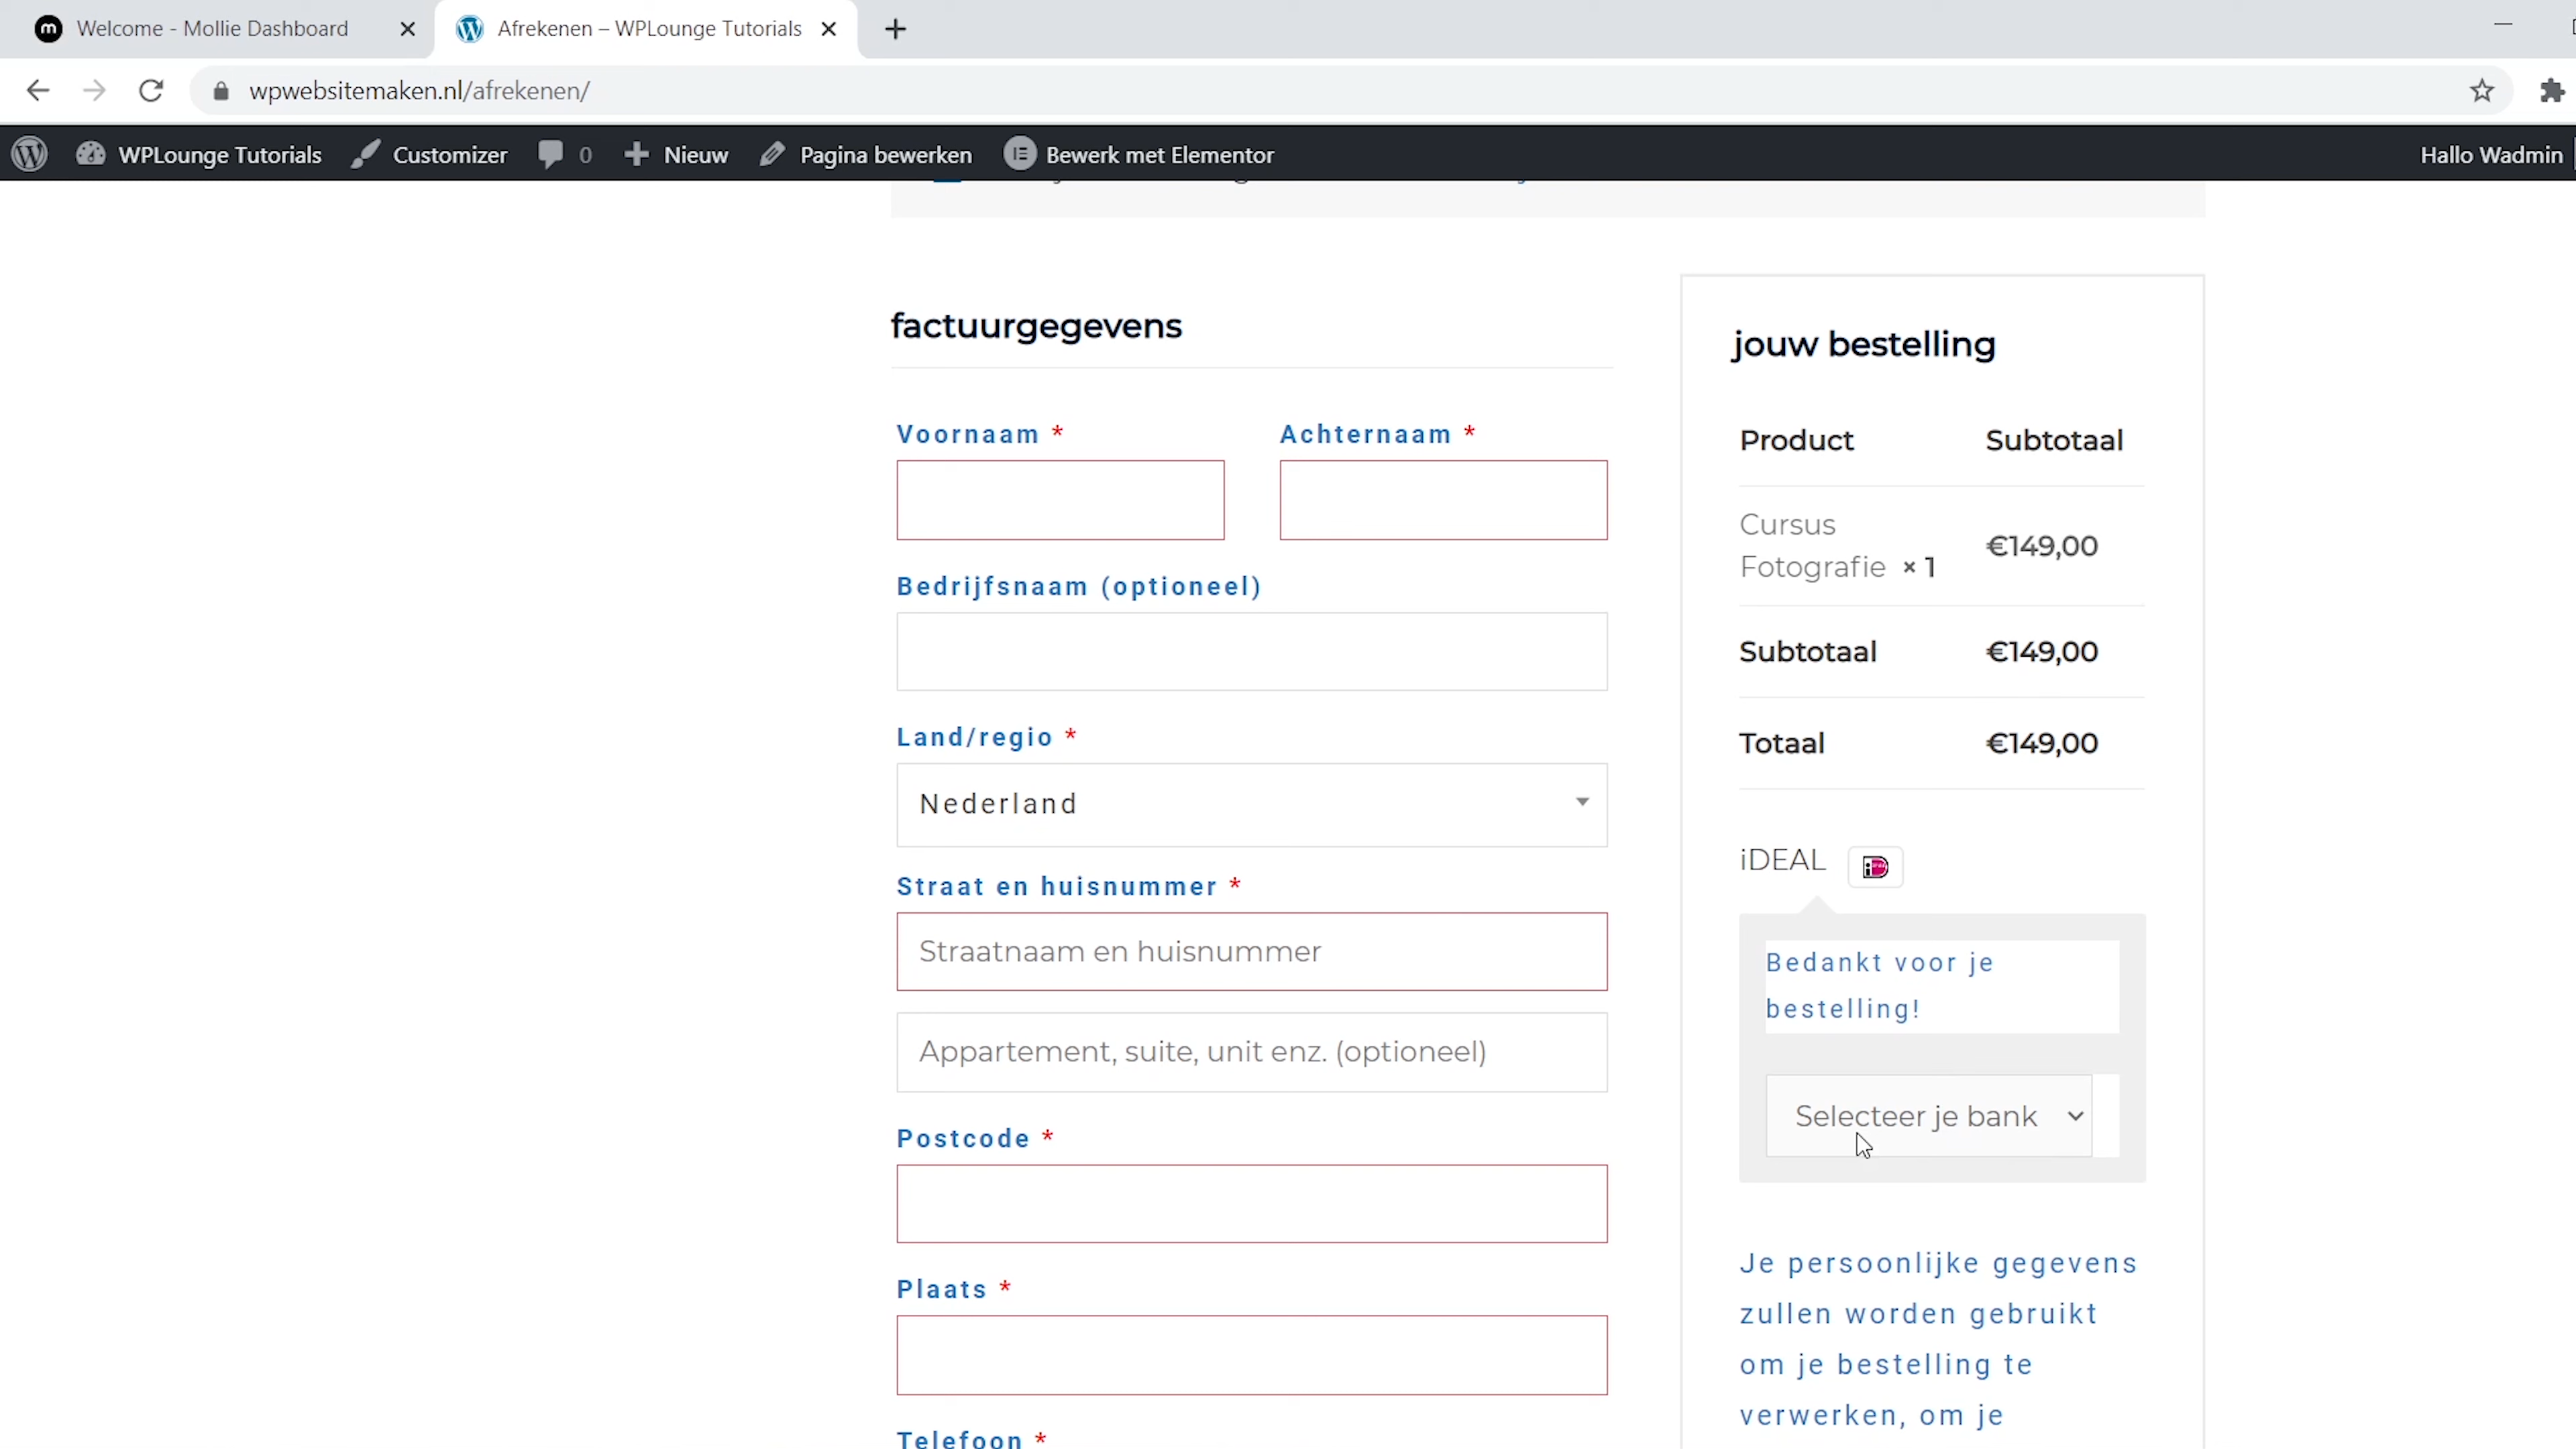 Welcome - Mollie Dashboard
Afrekenen – WPLounge Tutorials
wpwebsitemaken.nl/afrekenen/
WPLounge Tutorials
Customizer
0
Nieuw
Pagina bewerken
Bewerk met Elementor
Hallo Wadmin
factuurgegevens
Voornaam *
Achternaam *
Bedrijfsnaam (optioneel)
Land/regio *
Nederland
Straat en huisnummer *
Straatnaam en huisnummer
Appartement, suite, unit enz. (optioneel)
Postcode *
Plaats *
Telefoon *
jouw bestelling
Product Subtotaal
Cursus
Fotografie × 1 €149,00
Subtotaal €149,00
Totaal €149,00
iDEAL
Bedankt voor je
bestelling!
Selecteer je bank
Je persoonlijke gegevens
zullen worden gebruikt
om je bestelling te
verwerken, om je